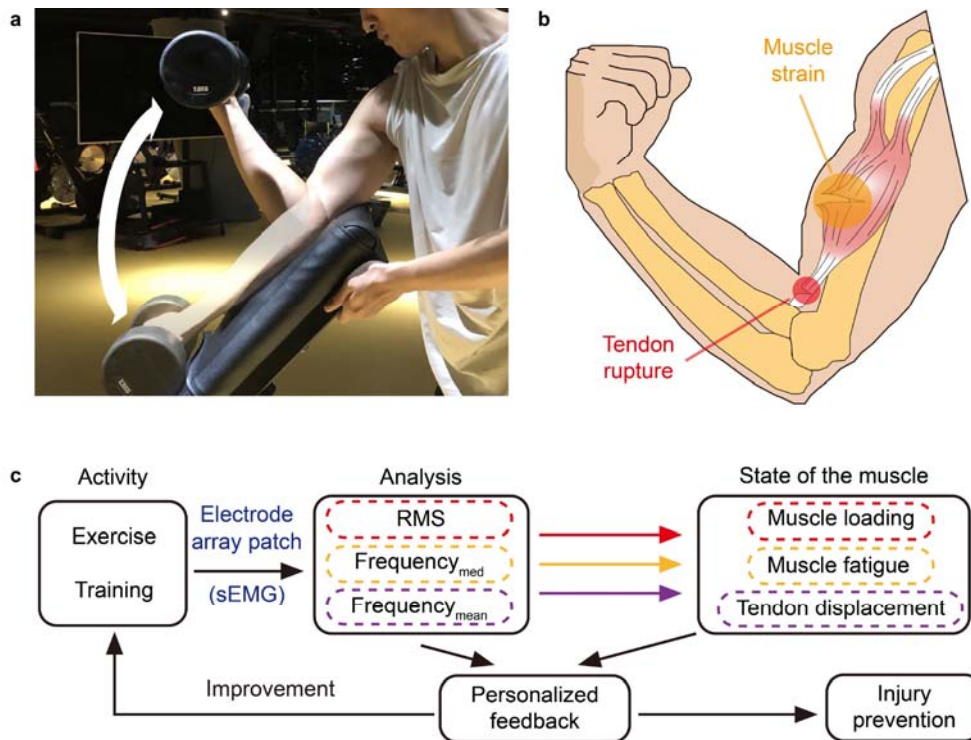 a
b
Muscle
strain
Tendon
rupture
c
Activity
Analysis
State of the muscle
Exercise
Training
Electrode
array patch
(sEMG)
RMS
Frequencymed
Frequencymean
Muscle loading
Muscle fatigue
Tendon displacement
Improvement
Personalized
feedback
Injury
prevention